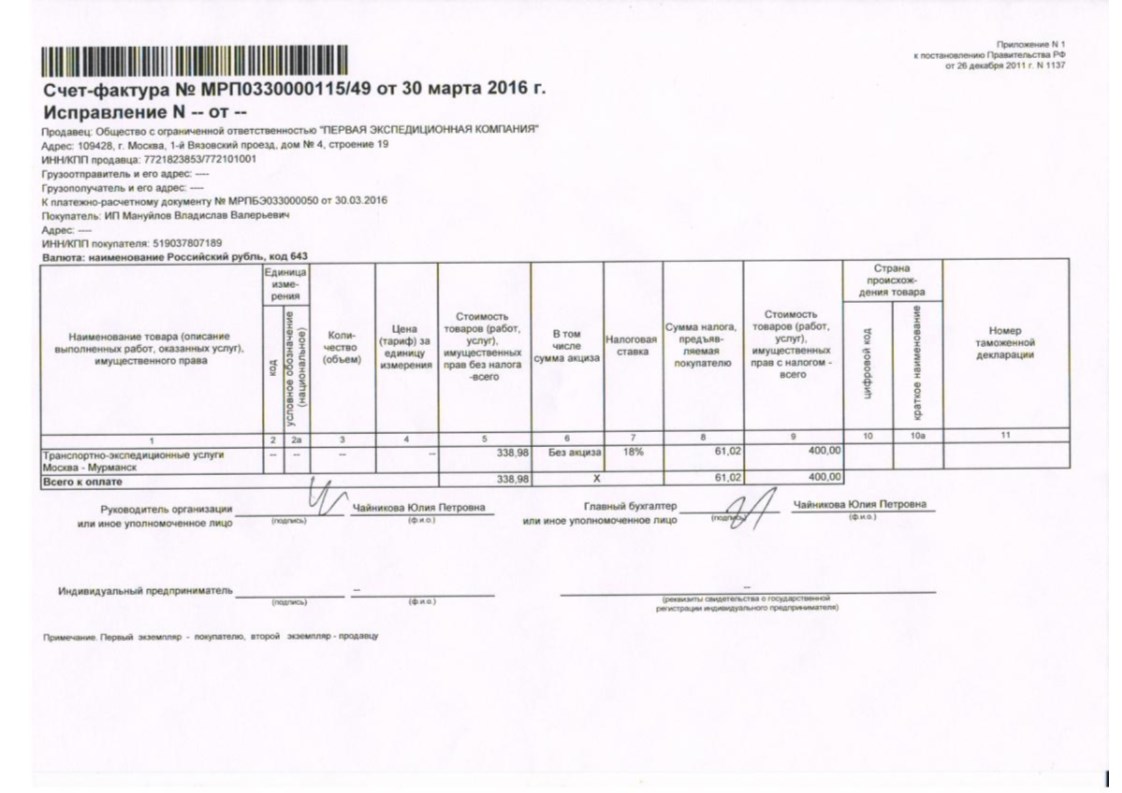 Приложение N 1
к постановлению Правительства РФ
от 26 декабря 2011 г. N 1137
Счет-фактура № МРП0330000115/49 от 30 марта 2016 г.
Исправление N -- от --
Продавец: Общество с ограниченной ответственностью "ПЕРВАЯ ЭКСПЕДИЦИОННАЯ КОМПАНИЯ"
Адрес: 109428, г. Москва, 1-й Вязовский проезд, дом № 4, строение 19
ИНН/КПП продавца: 7721823853/772101001
Грузоотправитель и его адрес: ----
Грузополучатель и его адрес: ----
К платежно-расчетному документу № МРПБЭ033000050 от 30.03.2016
Покупатель: ИП Мануйлов Владислав Валерьевич
Адрес: ----
ИНН/КПП покупателя: 519037807189
Валюта: наименование Российский рубль, код 643
Наименование товара (описание
выполненных работ, оказанных услуг),
имущественного права
Единица
изме-
рения
код
условное обозначение
(национальное)
Коли-
чество
(объем)
Цена
(тариф) за
единицу
измерения
Стоимость
товаров (работ,
услуг),
имущественных
прав без налога
-всего
В том
числе
сумма акциза
Налоговая
ставка
Сумма налога,
предъяв-
ляемая
покупателю
Стоимость
товаров (работ,
услуг),
имущественных
прав с налогом -
всего
Страна
происхож-
дения товара
цифровой код
краткое наименование
Номер
таможенной
декларации
1 2 2а 3 4 5 6 7 8 9 10 10а 11
Транспортно-экспедиционные услуги -- -- -- -- 338,98 Без акциза 18% 61,02 400,00
Москва - Мурманск
Всего к оплате 338,98 X 61,02 400,00
Руководитель организации Чайникова Юлия Петровна Главный бухгалтер Чайникова Юлия Петровна
или иное уполномоченное лицо (подпись) (ф.и.о.) или иное уполномоченное лицо (подпись) (ф.и.о.)
Индивидуальный предприниматель -- --
(подпись) (ф.и.о.) (реквизиты свидетельства о государственной
регистрации индивидуального предпринимателя)
Примечание. Первый экземпляр - покупателю, второй экземпляр - продавцу